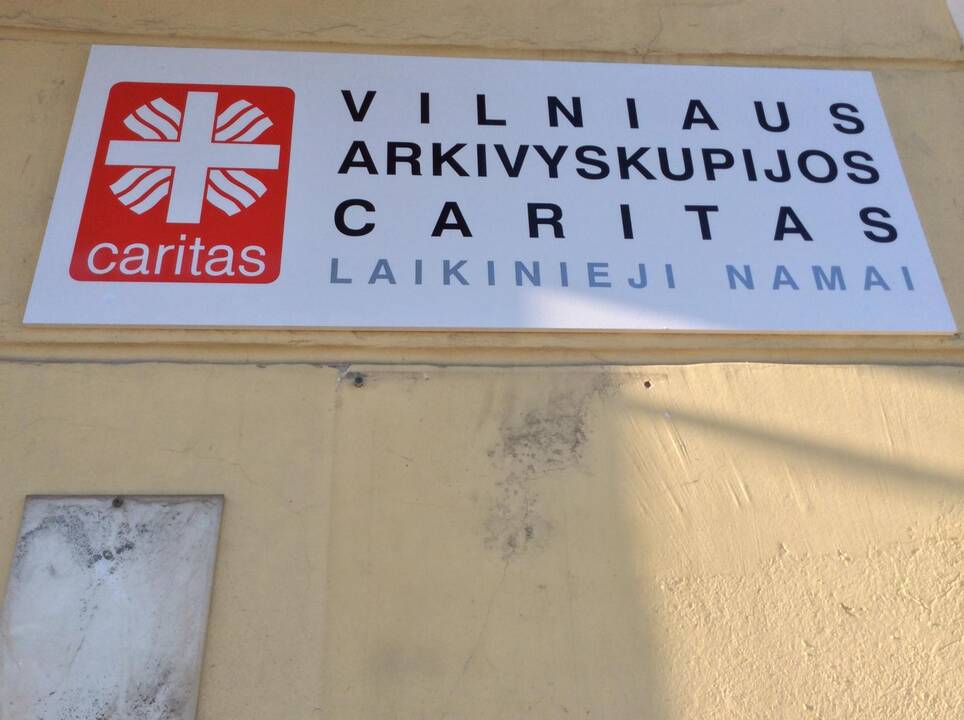 caritas
VILNIAUS
ARKIVYSKUPIJOS
CARITAS
LAIKINIEJI NAMAI